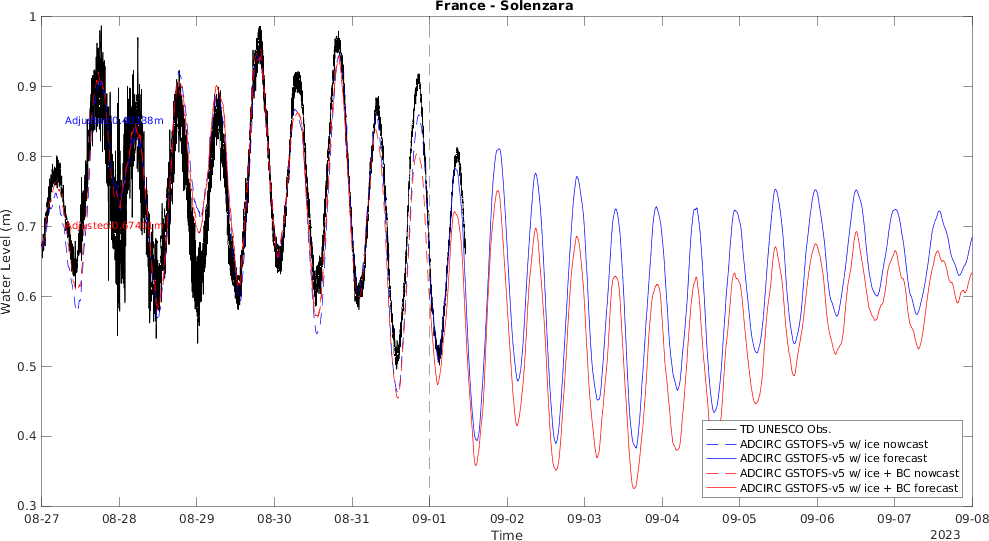 France - Solenzara
1
0.9
0.8
0.7
0.6
0.5
0.4
0.3
Water Level (m)
08-27
08-28
08-29
08-30
08-31
09-01
09-02
09-03
09-04
09-05
09-06
09-07
09-08
Time
2023
TD UNESCO Obs.
ADCIRC GSTOFS-v5 w/ ice nowcast
ADCIRC GSTOFS-v5 w/ ice forecast
ADCIRC GSTOFS-v5 w/ ice + BC nowcast
ADCIRC GSTOFS-v5 w/ ice + BC forecast